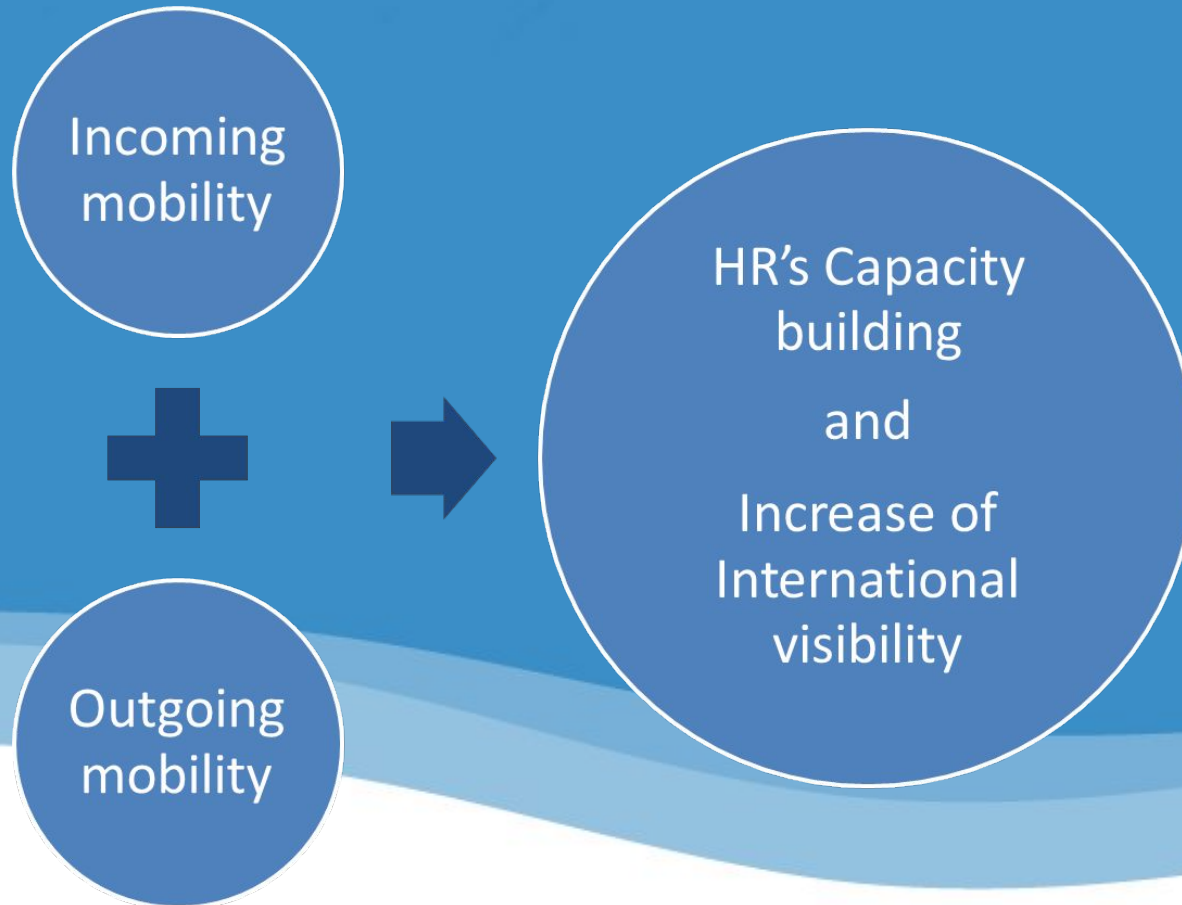 Incoming
mobility
Outgoing
mobility
HR’s Capacity
building
and
Increase of
International
visibility